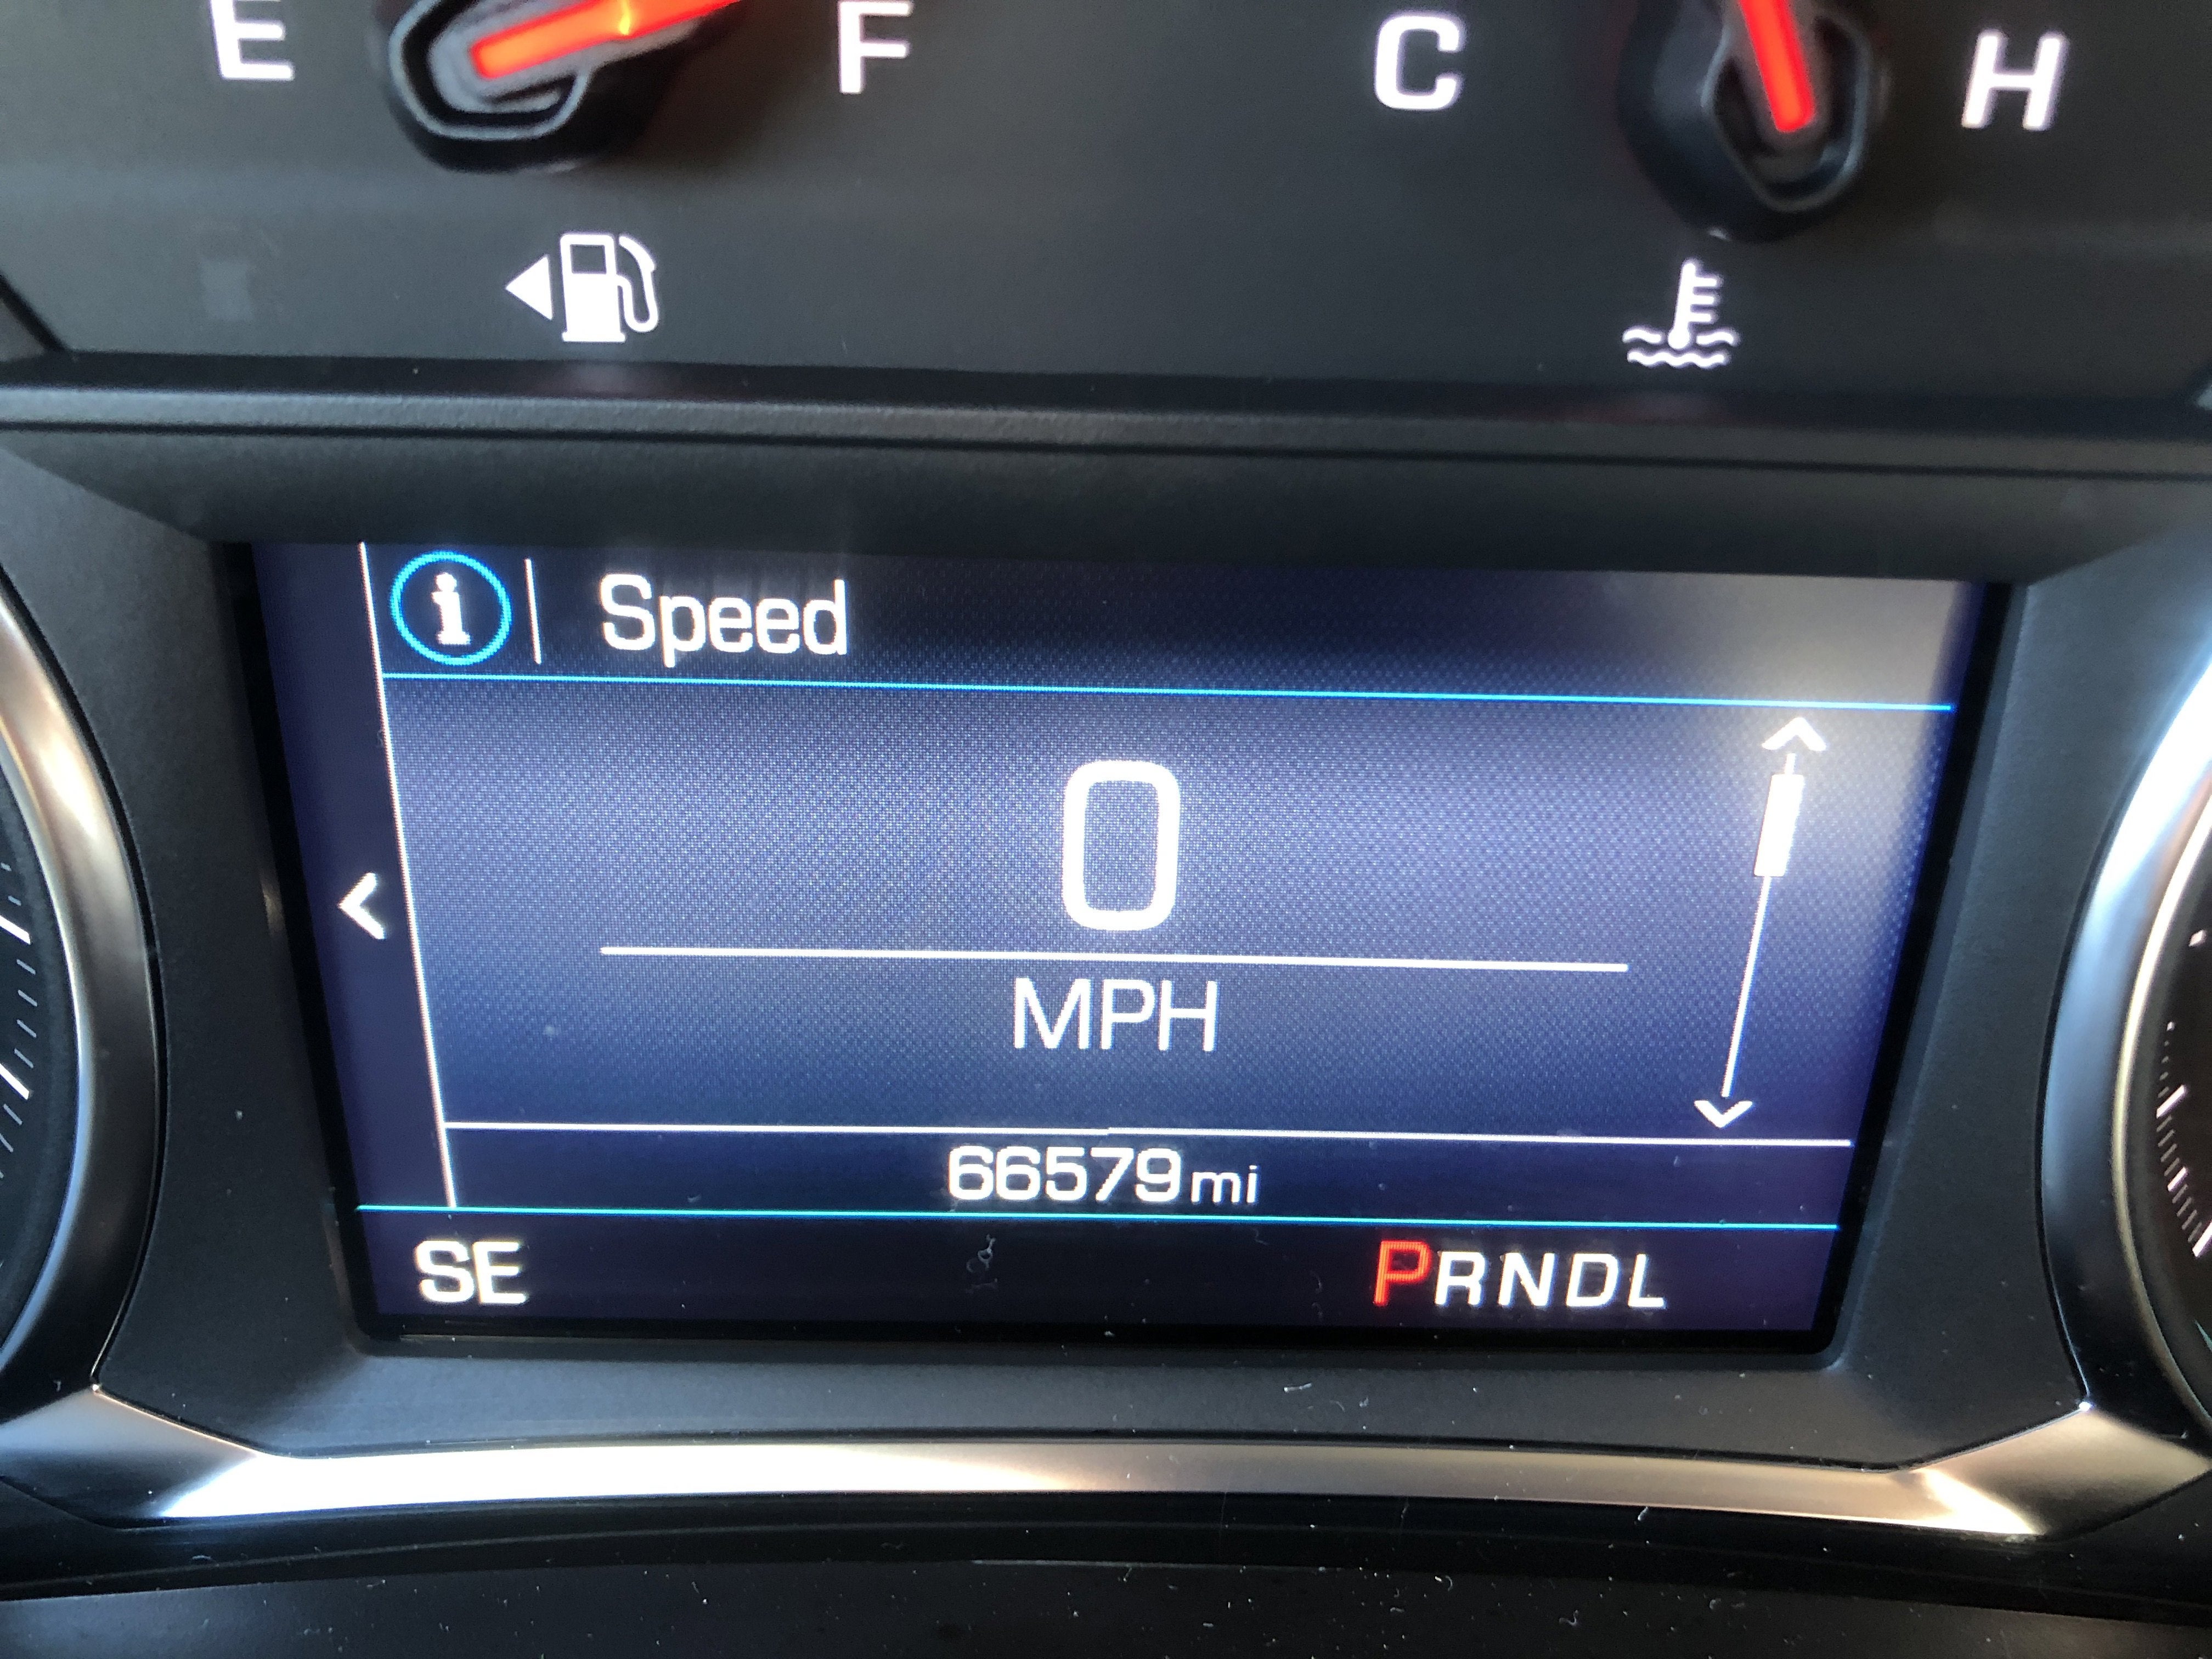 E F C H
Speed
0
MPH
66579mi
SE PRNDL